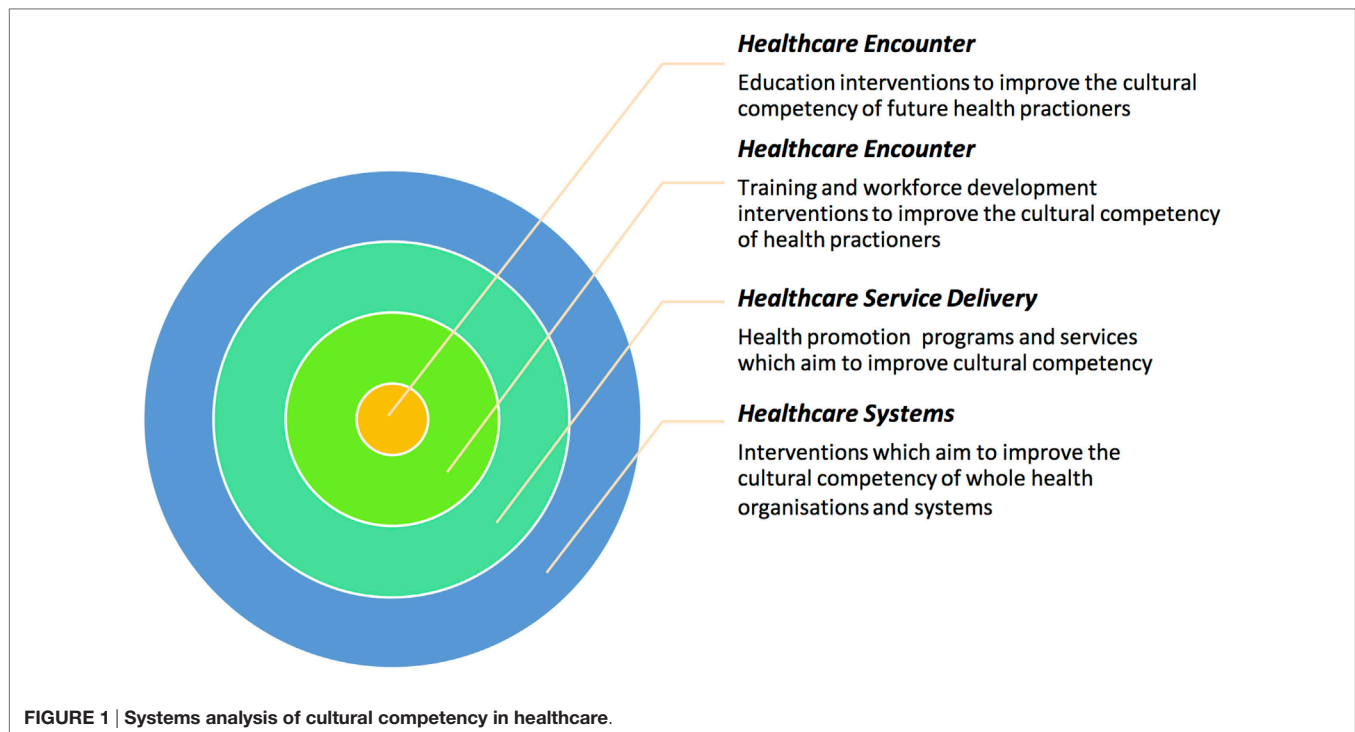 Healthcare Encounter
Education interventions to improve the cultural
competency of future health practioners
Healthcare Encounter
Training and workforce development
interventions to improve the cultural competency
of health practioners
Healthcare Service Delivery
Health promotion programs and services
which aim to improve cultural competency
Healthcare Systems
Interventions which aim to improve the
cultural competency of whole health
organisations and systems
FIGURE 1 | Systems analysis of cultural competency in healthcare.